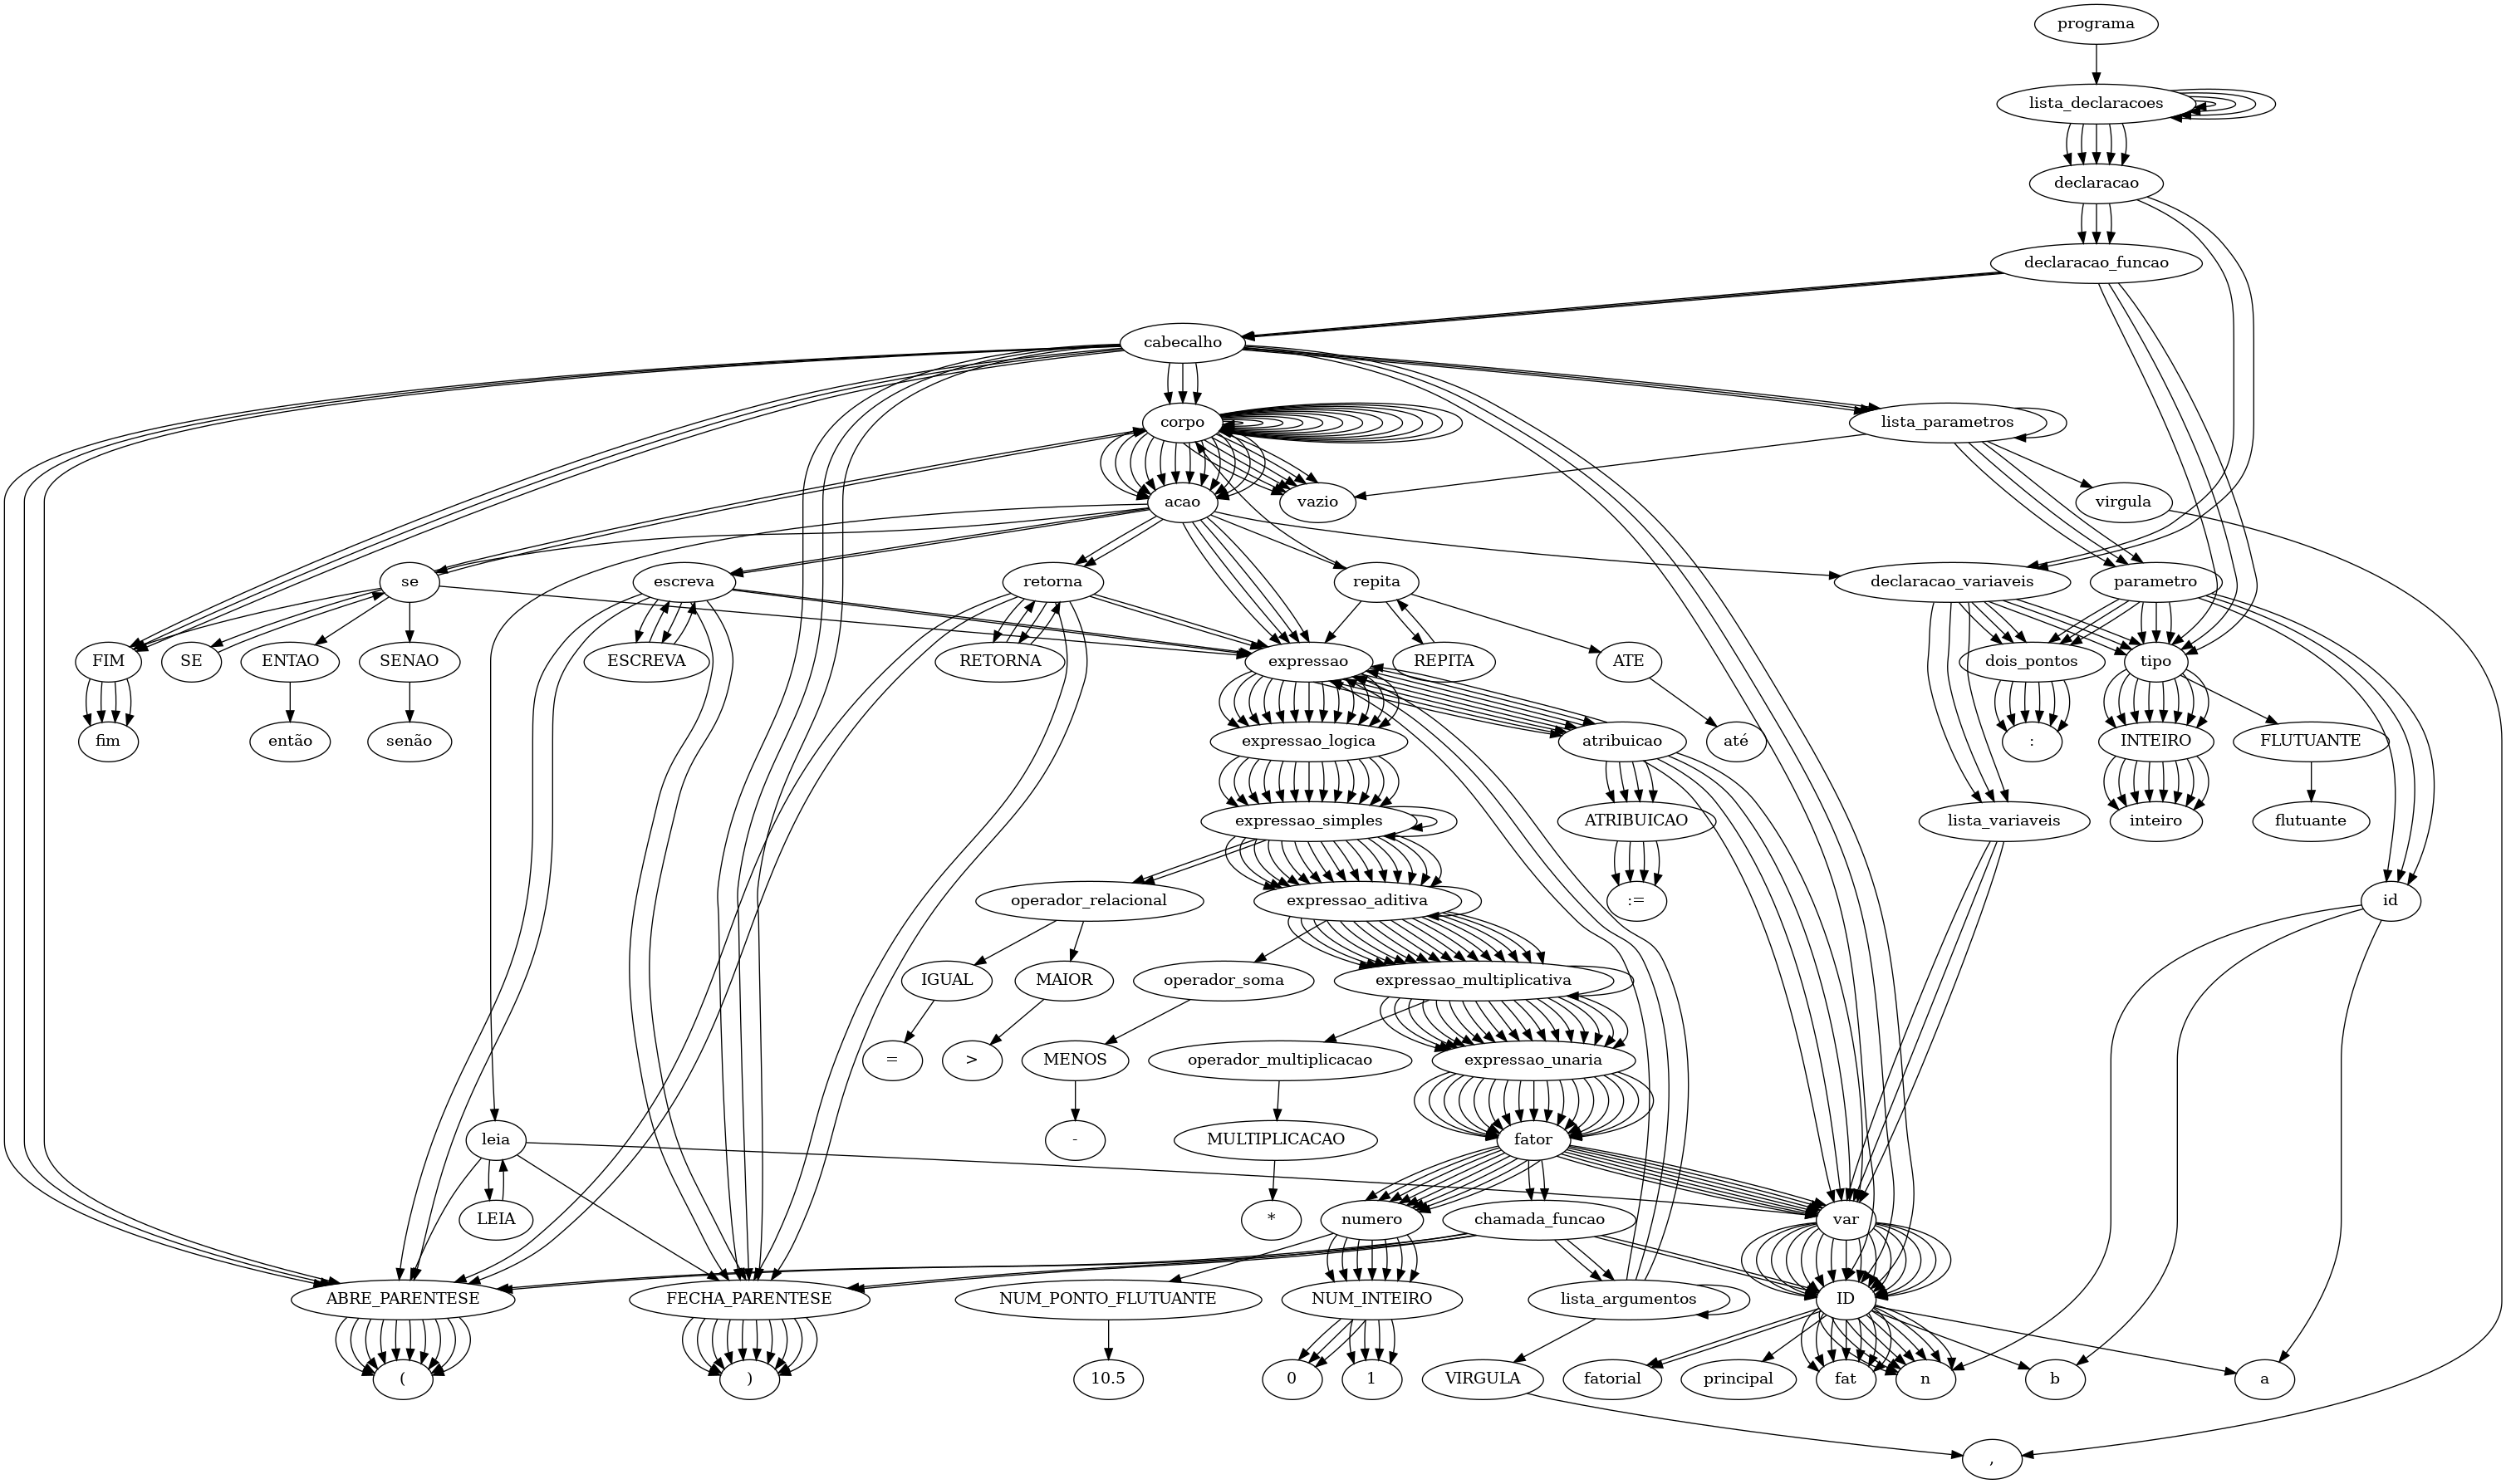 programa
lista_declaracoes
declaracao
declaracao_funcao
cabecalho
corpo
lista_parametros
acao
vazio
virgula
se
escreva
retorna
repita
declaracao_variaveis
parametro
FIM
SE
ENTAO
SENAO
ESCREVA
RETORNA
expressao
REPITA
ATE
dois_pontos
tipo
fim
então
senão
expressao_logica
atribuicao
até
:
INTEIRO
FLUTUANTE
expressao_simples
ATRIBUICAO
lista_variaveis
inteiro
flutuante
operador_relacional
expressao_aditiva
:=
id
IGUAL
MAIOR
operador_soma
expressao_multiplicativa
=
>
MENOS
operador_multiplicacao
expressao_unaria
leia
-
MULTIPLICACAO
fator
LEIA
*
numero
chamada_funcao
var
ABRE_PARENTESE
FECHA_PARENTESE
NUM_PONTO_FLUTUANTE
NUM_INTEIRO
lista_argumentos
ID
(
)
10.5
0
1
VIRGULA
fatorial
principal
fat
n
b
a
,